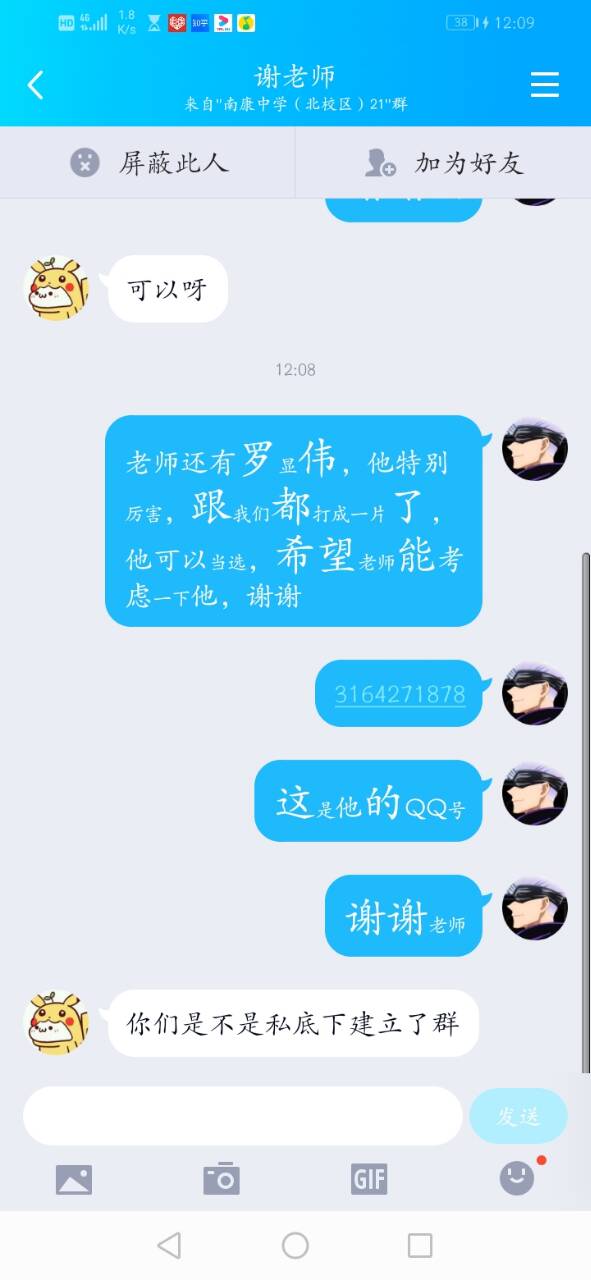 HD 4G 1.8 K/s 知乎 38 12:09
谢老师
来自"南康中学（北校区）21"群
屏蔽此人 加为好友
可以呀
12:08
老师还有罗显伟，他特别
厉害，跟我们都打成一片了，
他可以当选，希望老师能考
虑一下他，谢谢
3164271878
这是他的QQ号
谢谢老师
你们是不是私底下建立了群
发送
GIF